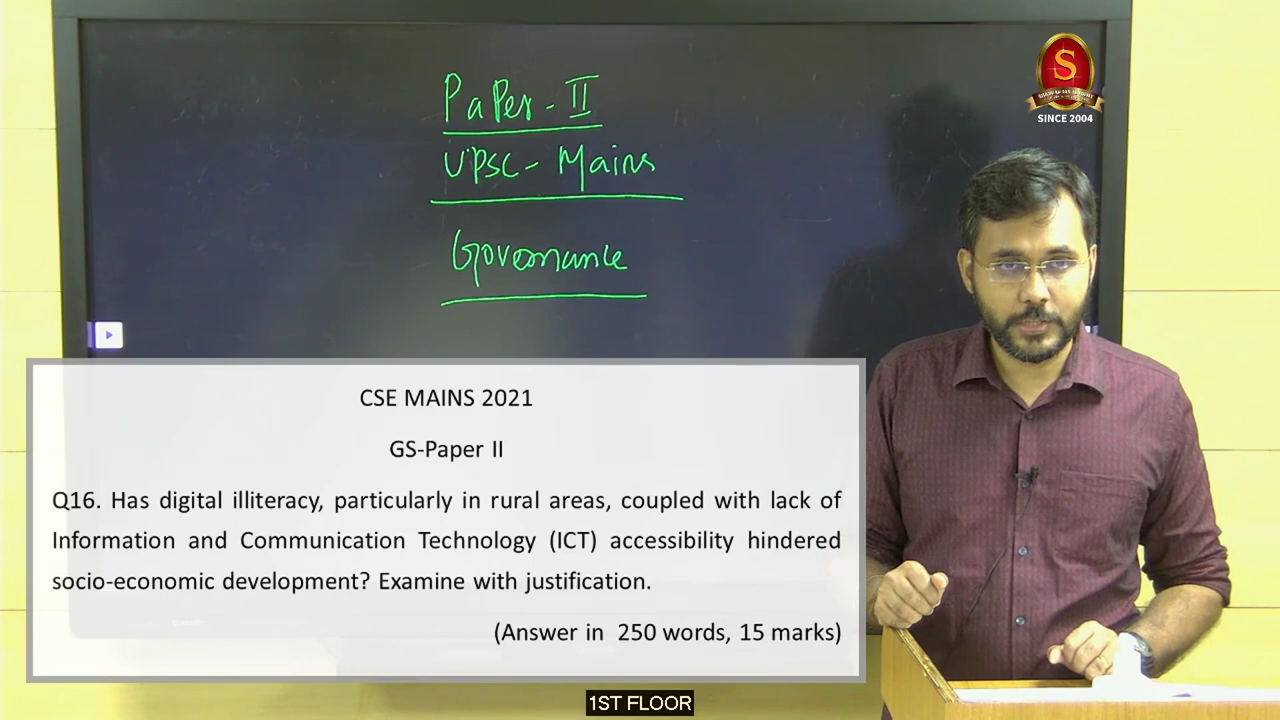 PaPer - II
UPSC - Mains
Governance
S
SINCE 2004
CSE MAINS 2021
GS-Paper II
Q16. Has digital illiteracy, particularly in rural areas, coupled with lack of
Information and Communication Technology (ICT) accessibility hindered
socio-economic development? Examine with justification.
(Answer in 250 words, 15 marks)
1ST FLOOR